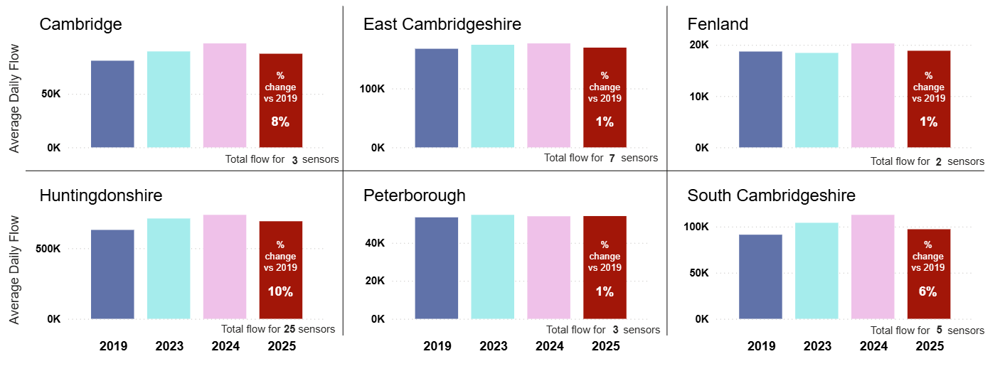 Cambridge
Average Daily Flow
50K
0K
%
change
vs 2019
8%
Total flow for 3 sensors
East Cambridgeshire
100K
0K
%
change
vs 2019
1%
Total flow for 7 sensors
Fenland
20K
10K
0K
%
change
vs 2019
1%
Total flow for 2 sensors
Huntingdonshire
Average Daily Flow
500K
0K
%
change
vs 2019
10%
Total flow for 25 sensors
2019 2023 2024 2025
Peterborough
40K
20K
0K
%
change
vs 2019
1%
Total flow for 3 sensors
2019 2023 2024 2025
South Cambridgeshire
100K
50K
0K
%
change
vs 2019
6%
Total flow for 5 sensors
2019 2023 2024 2025